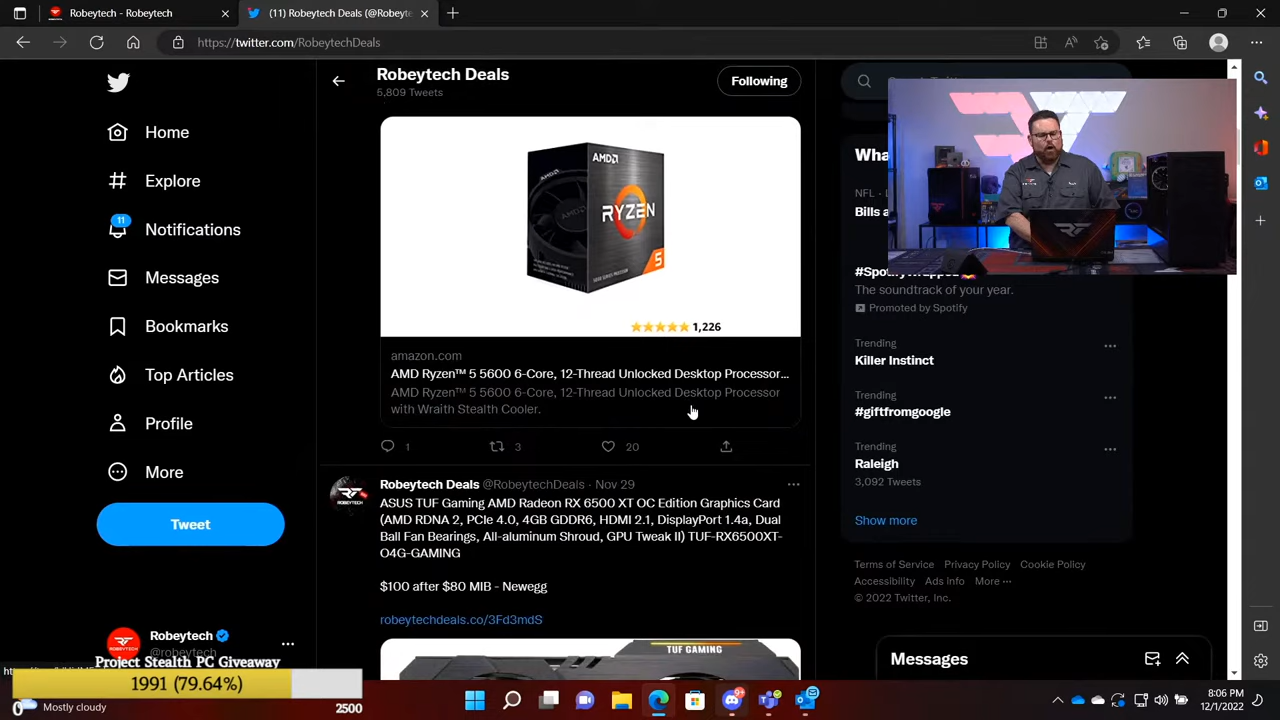 Robeytech - Robeytech
(11) Robeytech Deals (@Robeyte
https://twitter.com/RobeytechDeals
Robeytech Deals
5,809 Tweets
Following
Home
Explore
11
Notifications
Messages
Bookmarks
Top Articles
Profile
More
Tweet
AMD
RYZEN
5
1,226
amazon.com
AMD Ryzen™ 5 5600 6-Core, 12-Thread Unlocked Desktop Processor...
AMD Ryzen™ 5 5600 6-Core, 12-Thread Unlocked Desktop Processor
with Wraith Stealth Cooler.
1
3
20
Robeytech Deals @RobeytechDeals · Nov 29
ASUS TUF Gaming AMD Radeon RX 6500 XT OC Edition Graphics Card
(AMD RDNA 2, PCIe 4.0, 4GB GDDR6, HDMI 2.1, DisplayPort 1.4a, Dual
Ball Fan Bearings, All-aluminum Shroud, GPU Tweak II) TUF-RX6500XT-
O4G-GAMING
$100 after $80 MIB - Newegg
robeytechdeals.co/3Fd3mdS
TUF GAMING
Wha
NFL · L
Bills a
The soundtrack of your year.
Promoted by Spotify
Trending
Killer Instinct
Trending
#giftfromgoogle
Trending
Raleigh
3,092 Tweets
Show more
Terms of Service Privacy Policy Cookie Policy
Accessibility Ads info More ···
© 2022 Twitter, Inc.
Messages
Robeytech
@robeytech
Project Stealth PC Giveaway
1991 (79.64%)
0
2500
Mostly cloudy
8:06 PM
12/1/2022